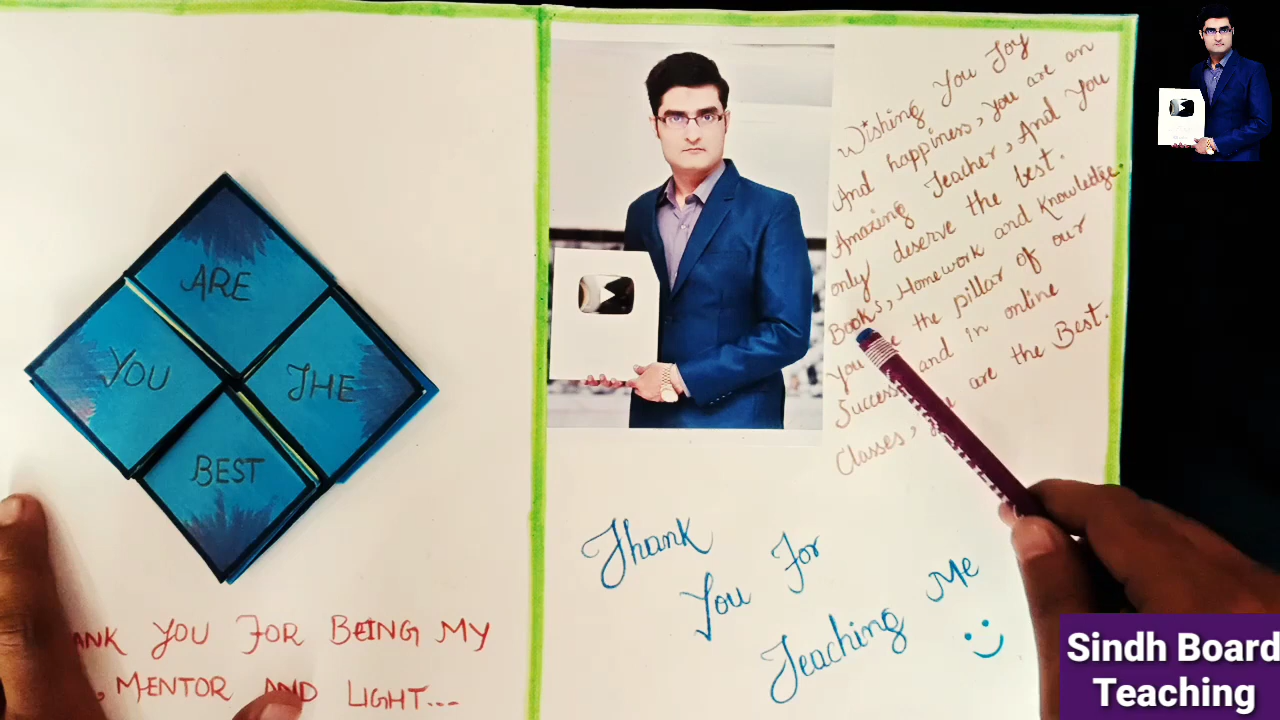 ARE
YOU
THE
BEST
YOU FOR BEING MY
MENTOR AND LIGHT...
Wishing You Joy
And happiness, You are an
Amazing Teacher, And You
only deserve the best.
Books, Homework and Knowledge.
You the pillar of our
Success and in online
Classes, are the Best.
Thank
You For
Teaching Me
Sindh Board
Teaching